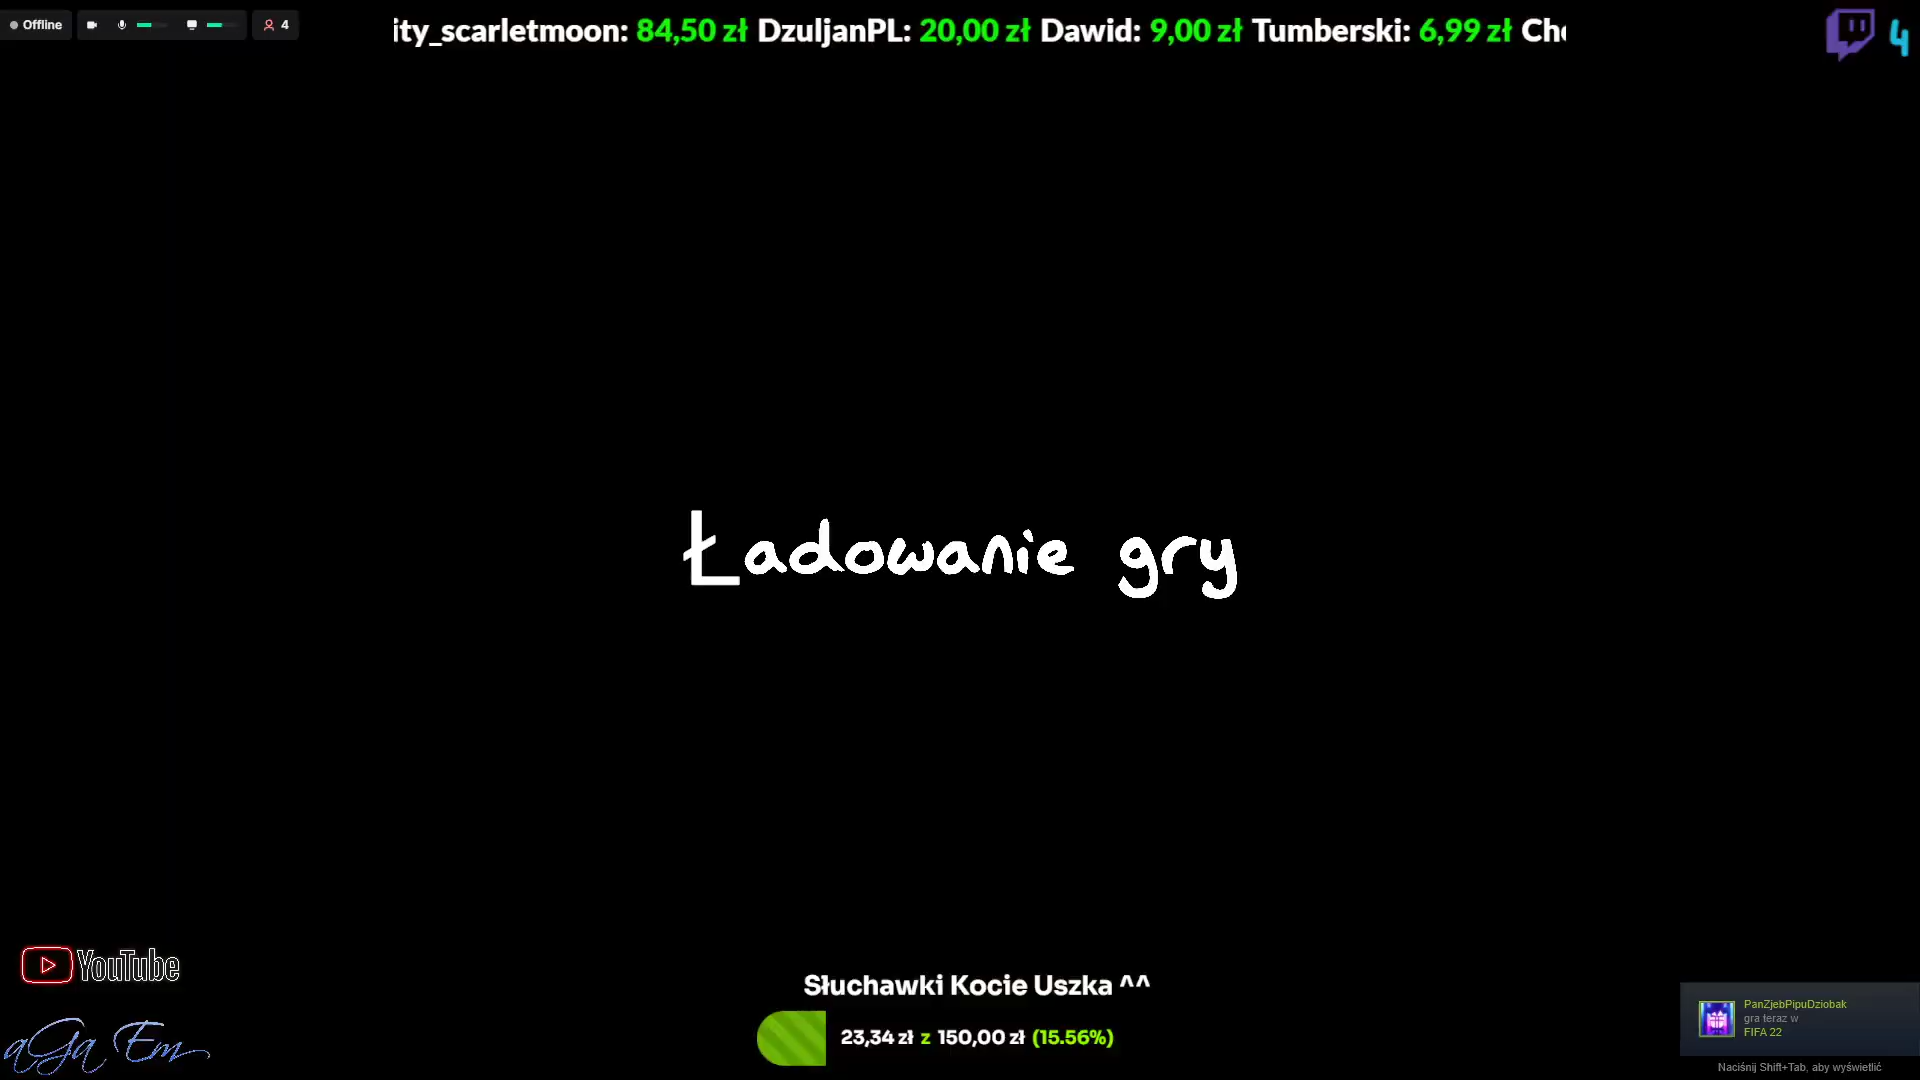 Offline
4
ity_scarletmoon: 84,50 zł DzuljanPL: 20,00 zł Dawid: 9,00 zł Tumberski: 6,99 zł Ch
4
Ładowanie gry
YouTube
aGa Em
Słuchawki Kocie Uszka ^^
23,34 zł z 150,00 zł (15.56%)
PanZjebPipuDziobak
gra teraz w
FIFA 22
Naciśnij Shift+Tab, aby wyświetlić